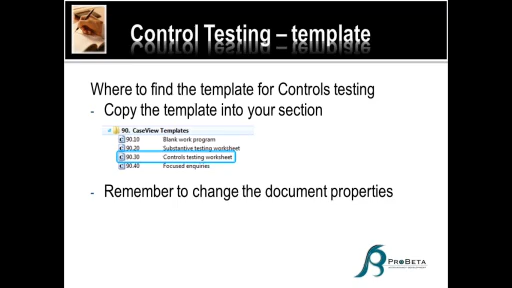 Control Testing – template
Where to find the template for Controls testing
- Copy the template into your section
90. CaseView Templates
90.10 Blank work program
90.20 Substantive testing worksheet
90.30 Controls testing worksheet
90.40 Focused enquiries
- Remember to change the document properties
PROBETA